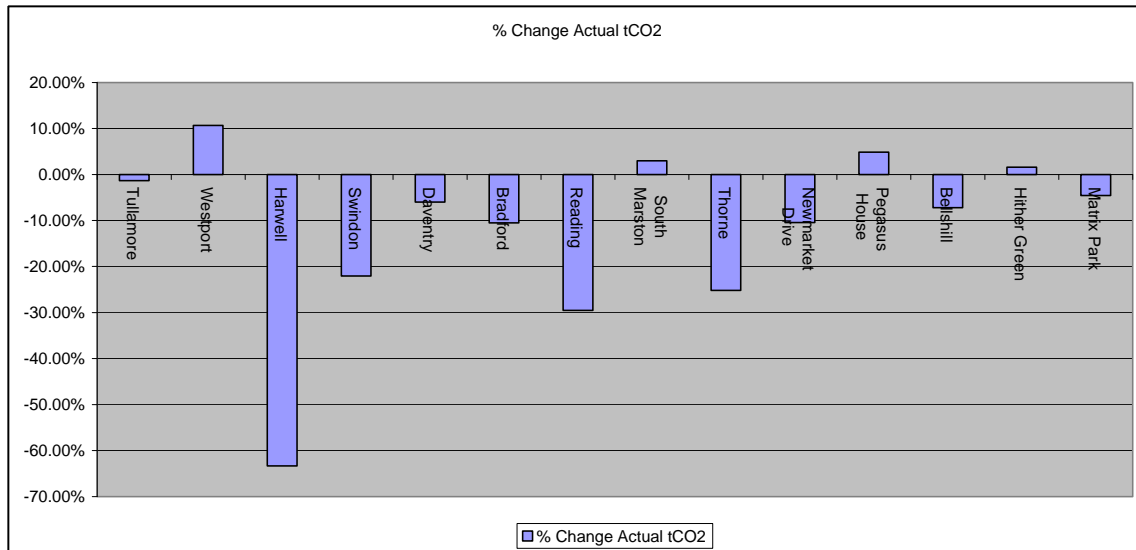 % Change Actual tCO2
20.00%
10.00%
0.00%
-10.00%
-20.00%
-30.00%
-40.00%
-50.00%
-60.00%
-70.00%
Tullamore
Westport
Harwell
Swindon
Daventry
Bradford
Reading
South
Marston
Thorne
Newmarket
Drive
Pegasus
House
Bellshill
Hither Green
Matrix Park
% Change Actual tCO2